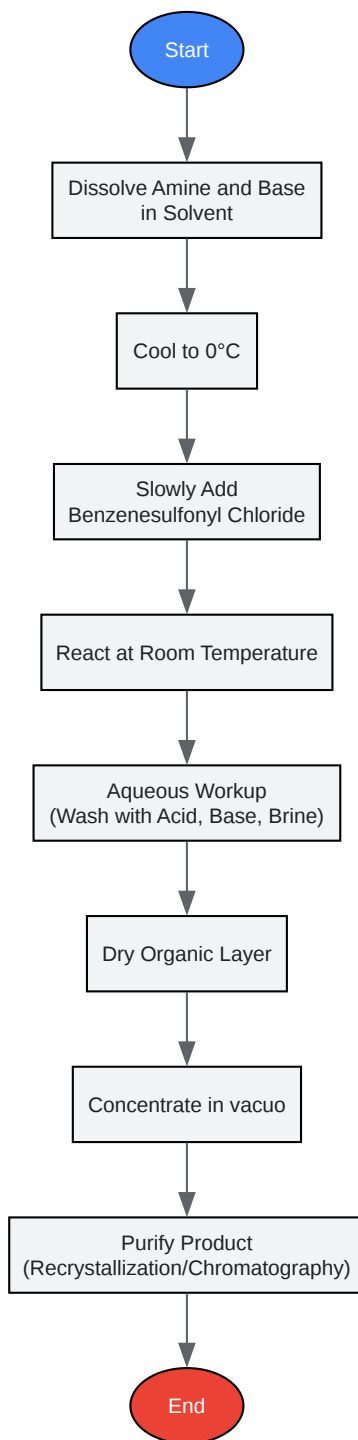 Start
Dissolve Amine and Base
in Solvent
Cool to 0°C
Slowly Add
Benzenesulfonyl Chloride
React at Room Temperature
Aqueous Workup
(Wash with Acid, Base, Brine)
Dry Organic Layer
Concentrate in vacuo
Purify Product
(Recrystallization/Chromatography)
End